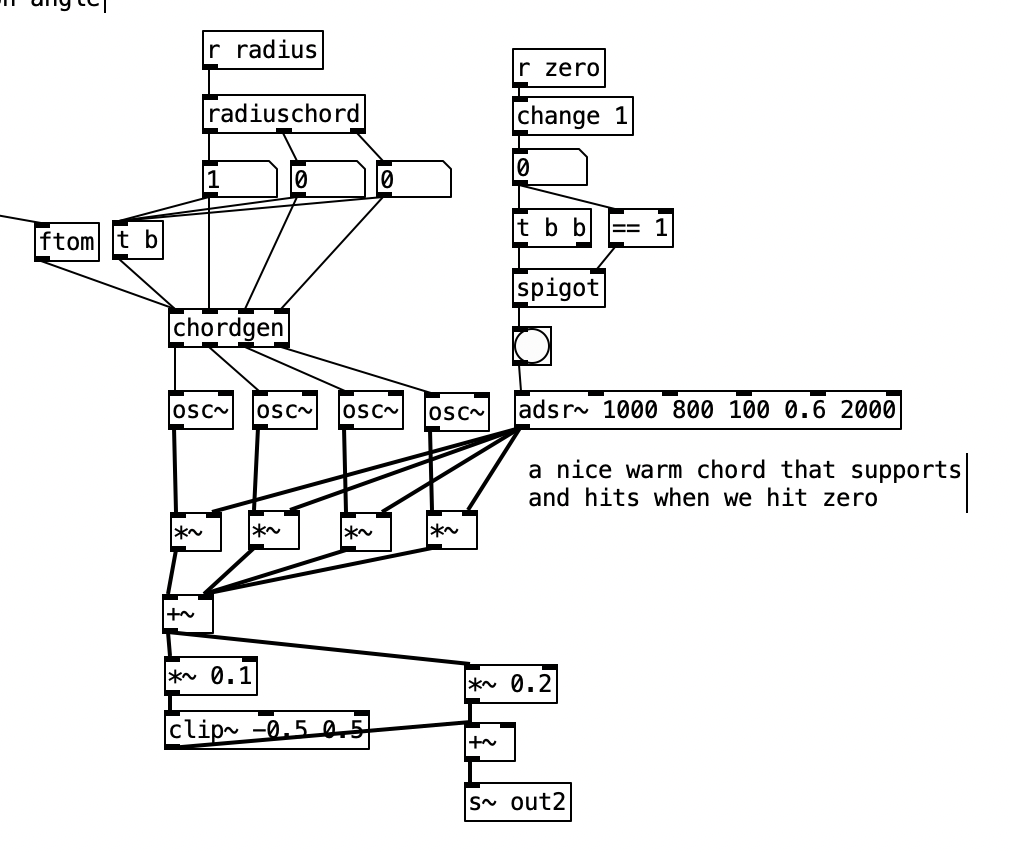 on angle
r radius
r zero
radiuschord
change 1
1
0
0
0
ftom
t b
t b b
== 1
spigot
chordgen
osc~
osc~
osc~
osc~
adsr~ 1000 800 100 0.6 2000
a nice warm chord that supports
and hits when we hit zero
*~
*~
*~
*~
+~
*~ 0.1
*~ 0.2
clip~ -0.5 0.5
+~
s~ out2